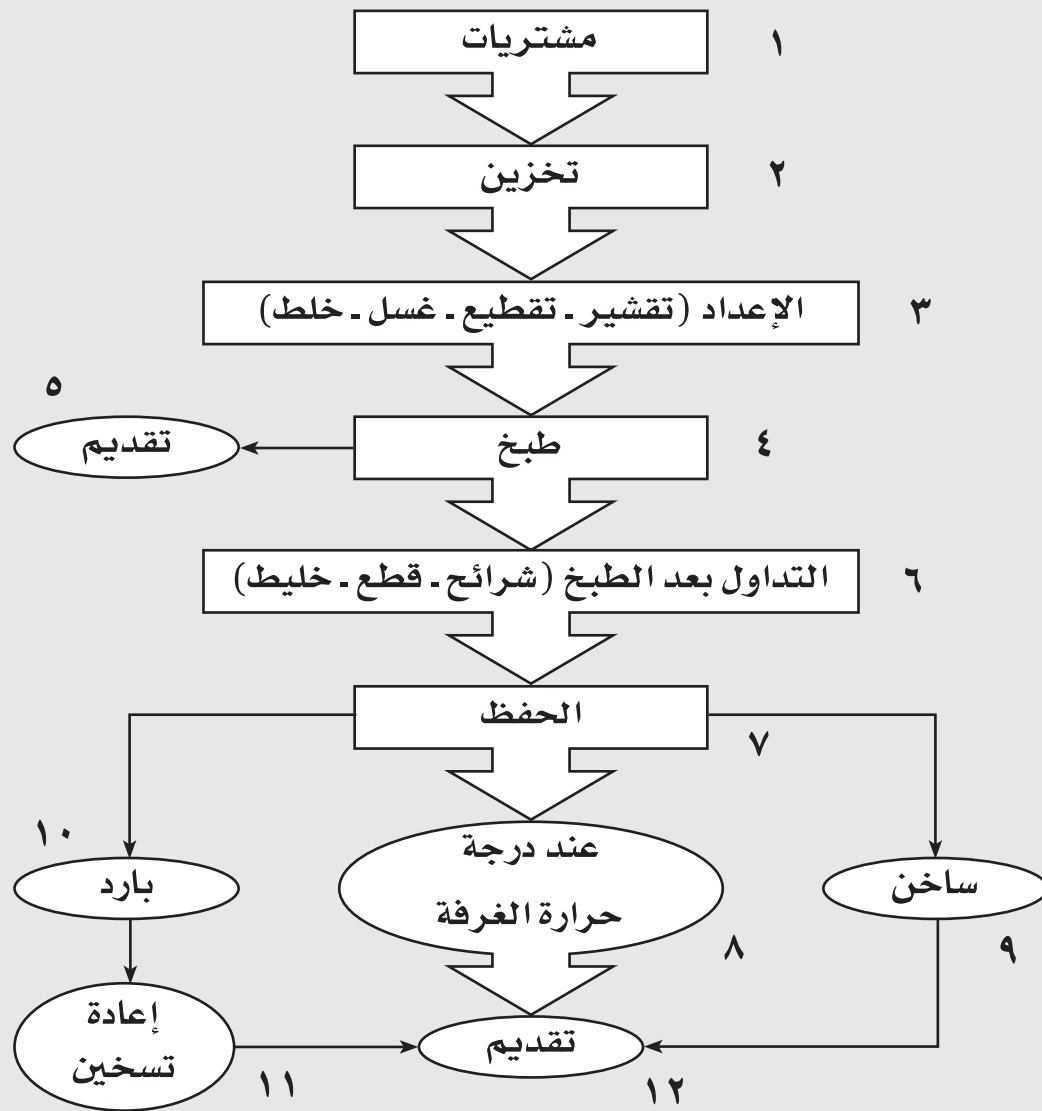 مشتريات ١
تخزين ٢
الإعداد (تقشير ـ تقطيع ـ غسل ـ خلط) ٣
٥
تقديم
طبخ ٤
التداول بعد الطبخ (شرائح ـ قطع ـ خليط) ٦
الحفظ
٧
عند درجة
حرارة الغرفة
٨
ساخن
٩
١٠
بارد
إعادة
تسخين
١١
تقديم
١٢